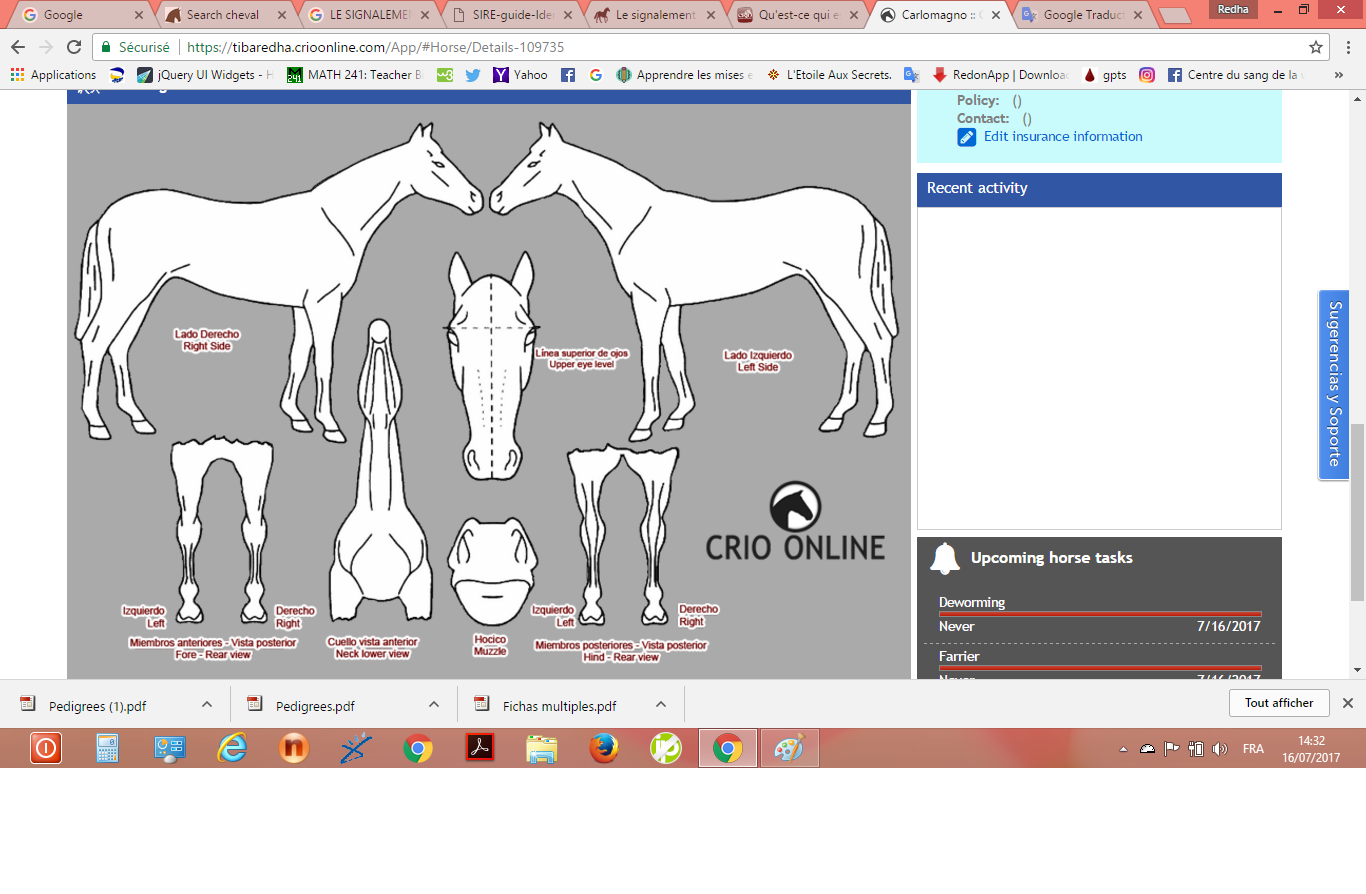 Google
Search cheval
LE SIGNALEME
SIRE-guide-Ide
Le signalement
Qu'est-ce qui e
Carlomagno ::
Google Traduct
Redha
Sécurisé
https://tibaredha.crioonline.com/App/#Horse/Details-109735
Applications
jQuery UI Widgets - H
MATH 241: Teacher B
Yahoo
Apprendre les mises e
L'Etoile Aux Secrets.
RedonApp | Downloa
gpts
Centre du sang de la
Policy: ()
Contact: ()
Edit insurance information
Recent activity
Lado Derecho
Right Side
Línea superior de ojos
Upper eye level
Lado Izquierdo
Left Side
Sugerencias y Soporte
CRIO ONLINE
Izquierdo
Left
Derecho
Right
Miembros anteriores - Vista posterior
Fore - Rear view
Cuello vista anterior
Neck lower view
Hocico
Muzzle
Izquierdo
Left
Derecho
Right
Miembros posteriores - Vista posterior
Hind - Rear view
Upcoming horse tasks
Deworming
Never 7/16/2017
Farrier
Never 7/16/2017
Pedigrees (1).pdf
Pedigrees.pdf
Fichas multiples.pdf
Tout afficher
FRA
14:32
16/07/2017